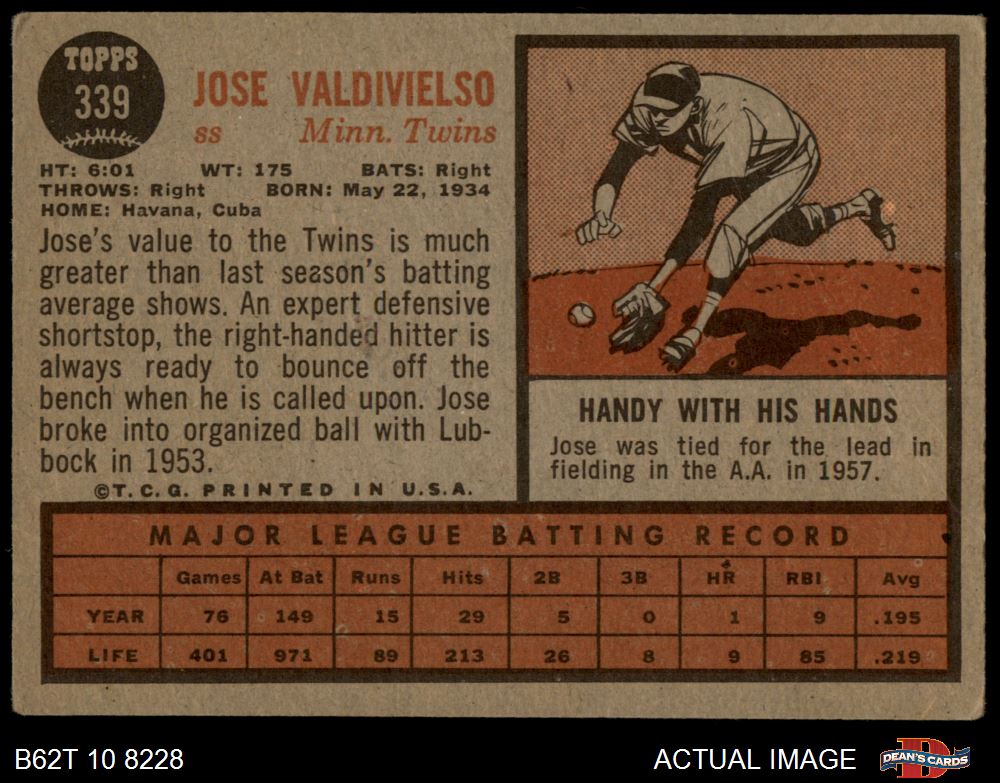 TOPPS
339
JOSE VALDIVIELSO
ss Minn. Twins
HT: 6:01 WT: 175 BATS: Right
THROWS: Right BORN: May 22, 1934
HOME: Havana, Cuba
Jose's value to the Twins is much
greater than last season's batting
average shows. An expert defensive
shortstop, the right-handed hitter is
always ready to bounce off the
bench when he is called upon. Jose
broke into organized ball with Lub-
bock in 1953.
©T.C.G. PRINTED IN U.S.A.
HANDY WITH HIS HANDS
Jose was tied for the lead in
fielding in the A.A. in 1957.
MAJOR LEAGUE BATTING RECORD
Games At Bat Runs Hits 2B 3B HR RBI Avg
YEAR 76 149 15 29 5 0 1 9 .195
LIFE 401 971 89 213 26 8 9 85 .219
B62T 10 8228
ACTUAL IMAGE
DEAN'S CARDS